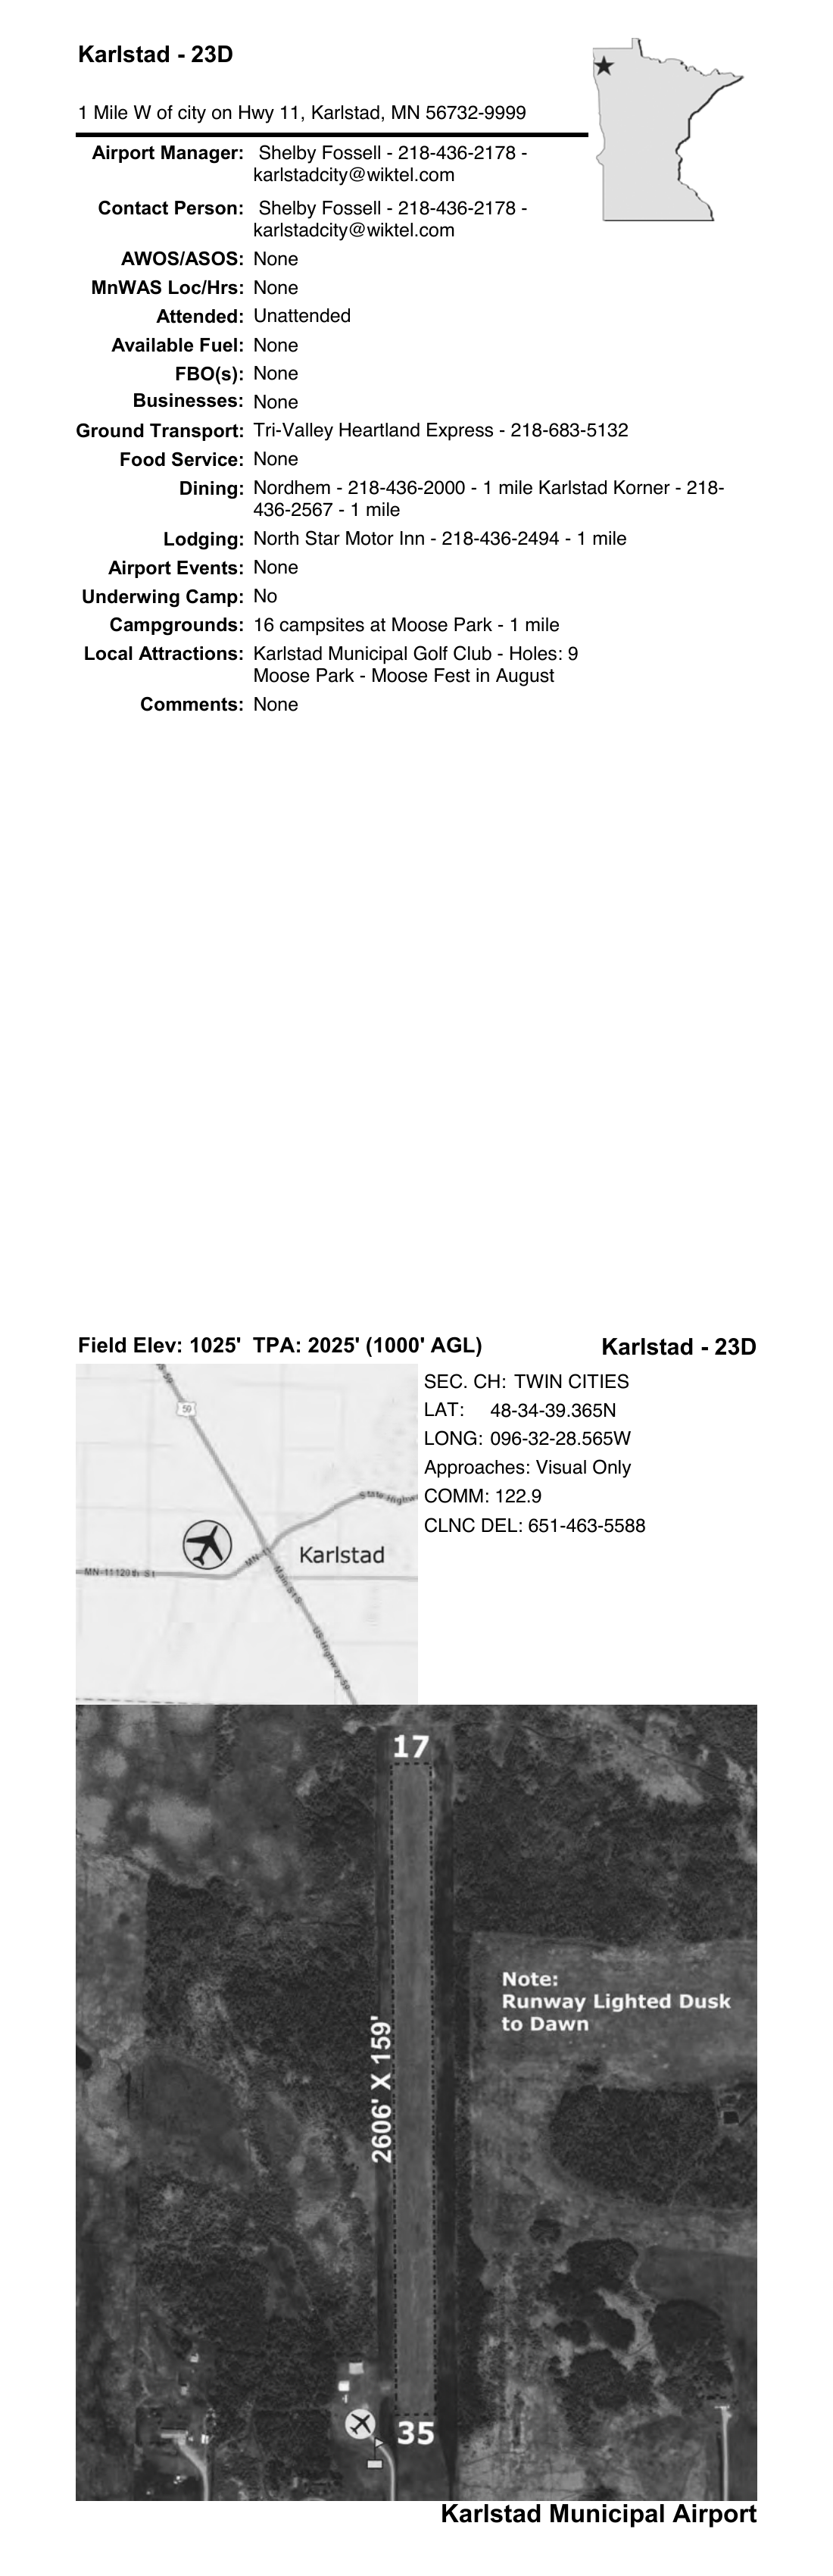 Karlstad - 23D
1 Mile W of city on Hwy 11, Karlstad, MN 56732-9999
Airport Manager: Shelby Fossell - 218-436-2178 -
karlstadcity@wiktel.com
Contact Person: Shelby Fossell - 218-436-2178 -
karlstadcity@wiktel.com
AWOS/ASOS: None
MnWAS Loc/Hrs: None
Attended: Unattended
Available Fuel: None
FBO(s): None
Businesses: None
Ground Transport: Tri-Valley Heartland Express - 218-683-5132
Food Service: None
Dining: Nordhem - 218-436-2000 - 1 mile Karlstad Korner - 218-
436-2567 - 1 mile
Lodging: North Star Motor Inn - 218-436-2494 - 1 mile
Airport Events: None
Underwing Camp: No
Campgrounds: 16 campsites at Moose Park - 1 mile
Local Attractions: Karlstad Municipal Golf Club - Holes: 9
Moose Park - Moose Fest in August
Comments: None
Field Elev: 1025' TPA: 2025' (1000' AGL)
Karlstad - 23D
59
State Highw
Karlstad
MN-11
MN-11 120th St
Main St S
US Highway 59
SEC. CH: TWIN CITIES
LAT: 48-34-39.365N
LONG: 096-32-28.565W
Approaches: Visual Only
COMM: 122.9
CLNC DEL: 651-463-5588
17
Note:
Runway Lighted Dusk
to Dawn
2606' X 159'
35
Karlstad Municipal Airport